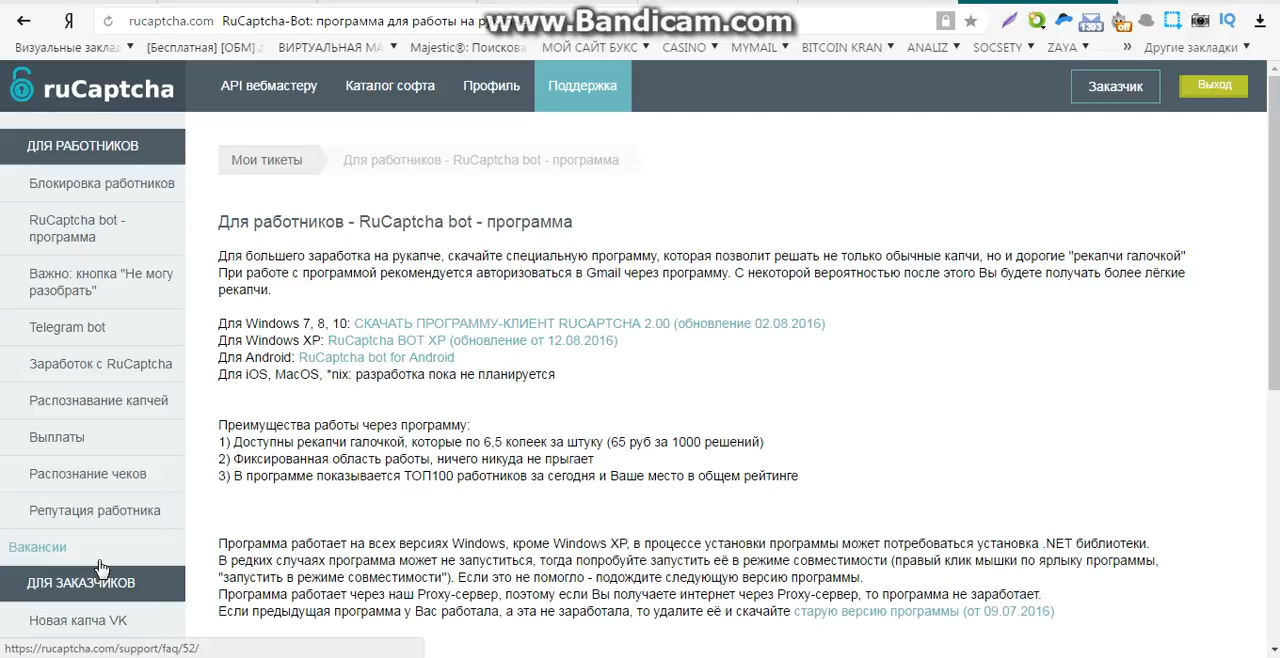 Я rucaptcha.com RuCaptcha-Bot: программа для работы на р
www.Bandicam.com
1393 off IQ
Визуальные заклад [Бесплатная] [ОБМ] ВИРТУАЛЬНАЯ МА Majestic®: Поискова МОЙ САЙТ БУКС CASINO MYMAIL BITCOIN KRAN ANALIZ SOCSETY ZAYA » Другие закладки
ruCaptcha API вебмастеру Каталог софта Профиль Поддержка Заказчик Выход
ДЛЯ РАБОТНИКОВ
Блокировка работников
RuCaptcha bot -
программа
Важно: кнопка "Не могу
разобрать"
Telegram bot
Заработок с RuCaptcha
Распознавание капчей
Выплаты
Распознание чеков
Репутация работника
Вакансии
ДЛЯ ЗАКАЗЧИКОВ
Новая капча VK
Мои тикеты Для работников - RuCaptcha bot - программа
Для работников - RuCaptcha bot - программа
Для большего заработка на рукапче, скачайте специальную программу, которая позволит решать не только обычные капчи, но и дорогие "рекапчи галочкой"
При работе с программой рекомендуется авторизоваться в Gmail через программу. С некоторой вероятностью после этого Вы будете получать более лёгкие
рекапчи.
Для Windows 7, 8, 10: СКАЧАТЬ ПРОГРАММУ-КЛИЕНТ RUCAPTCHA 2.00 (обновление 02.08.2016)
Для Windows XP: RuCaptcha BOT XP (обновление от 12.08.2016)
Для Android: RuCaptcha bot for Android
Для iOS, MacOS, *nix: разработка пока не планируется
Преимущества работы через программу:
1) Доступны рекапчи галочкой, которые по 6,5 копеек за штуку (65 руб за 1000 решений)
2) Фиксированная область работы, ничего никуда не прыгает
3) В программе показывается ТОП100 работников за сегодня и Ваше место в общем рейтинге
Программа работает на всех версиях Windows, кроме Windows XP, в процессе установки программы может потребоваться установка .NET библиотеки.
В редких случаях программа может не запуститься, тогда попробуйте запустить её в режиме совместимости (правый клик мышки по ярлыку программы,
"запустить в режиме совместимости"). Если это не помогло - подождите следующую версию программы.
Программа работает через наш Proxy-сервер, поэтому если Вы получаете интернет через Proxy-сервер, то программа не заработает.
Если предыдущая программа у Вас работала, а эта не заработала, то удалите её и скачайте старую версию программы (от 09.07.2016)
https://rucaptcha.com/support/faq/52/